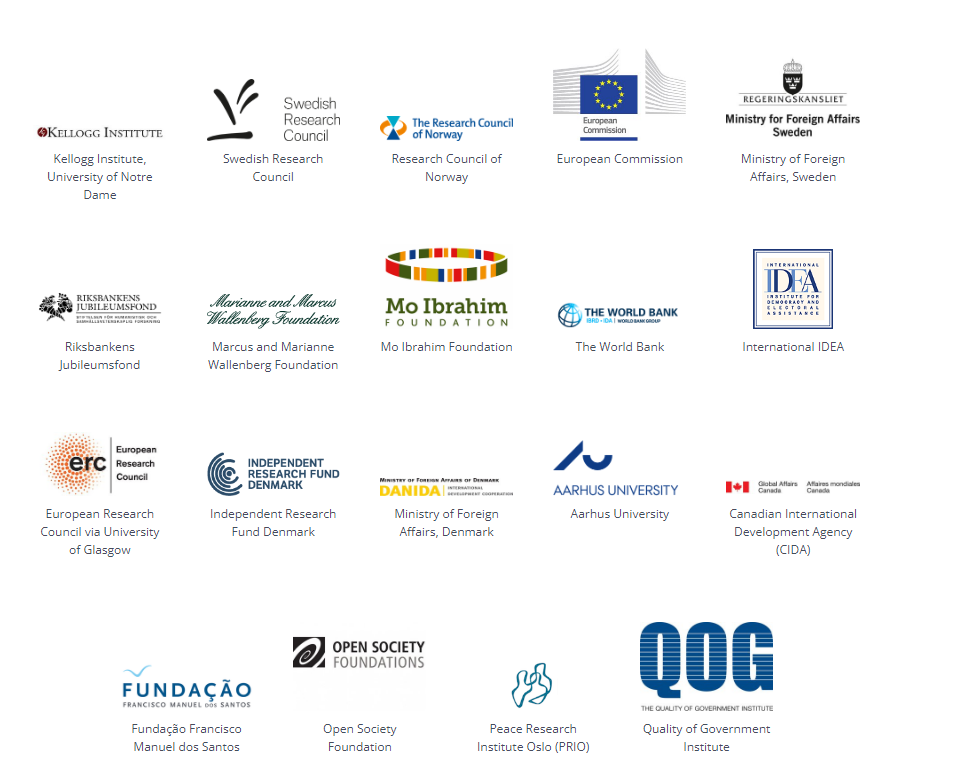 KELLOGG INSTITUTE
Kellogg Institute,
University of Notre
Dame
Swedish
Research
Council
Swedish Research
Council
The Research Council
of Norway
Research Council of
Norway
European
Commission
European Commission
REGERINGSKANSLIET
Ministry for Foreign Affairs
Sweden
Ministry of Foreign
Affairs, Sweden
RIKSBANKENS
JUBILEUMSFOND
STIFTELSEN FÖR HUMANISTISK OCH
SAMHÄLLSVETENSKAPLIG FORSKNING
Riksbankens
Jubileumsfond
Marianne and Marcus
Wallenberg Foundation
Marcus and Marianne
Wallenberg Foundation
Mo Ibrahim
FOUNDATION
Mo Ibrahim Foundation
THE WORLD BANK
IBRD • IDA | WORLD BANK GROUP
The World Bank
INTERNATIONAL
IDEA
INSTITUTE FOR
DEMOCRACY AND
ELECTORAL
ASSISTANCE
International IDEA
erc
European
Research
Council
European Research
Council via University
of Glasgow
INDEPENDENT
RESEARCH FUND
DENMARK
Independent Research
Fund Denmark
MINISTRY OF FOREIGN AFFAIRS OF DENMARK
DANIDA
INTERNATIONAL
DEVELOPMENT COOPERATION
Ministry of Foreign
Affairs, Denmark
AARHUS UNIVERSITY
Aarhus University
Global Affairs
Canada
Affaires mondiales
Canada
Canadian International
Development Agency
(CIDA)
FUNDAÇÃO
FRANCISCO MANUEL DOS SANTOS
Fundação Francisco
Manuel dos Santos
OPEN SOCIETY
FOUNDATIONS
Open Society
Foundation
Peace Research
Institute Oslo (PRIO)
QOG
THE QUALITY OF GOVERNMENT INSTITUTE
Quality of Government
Institute